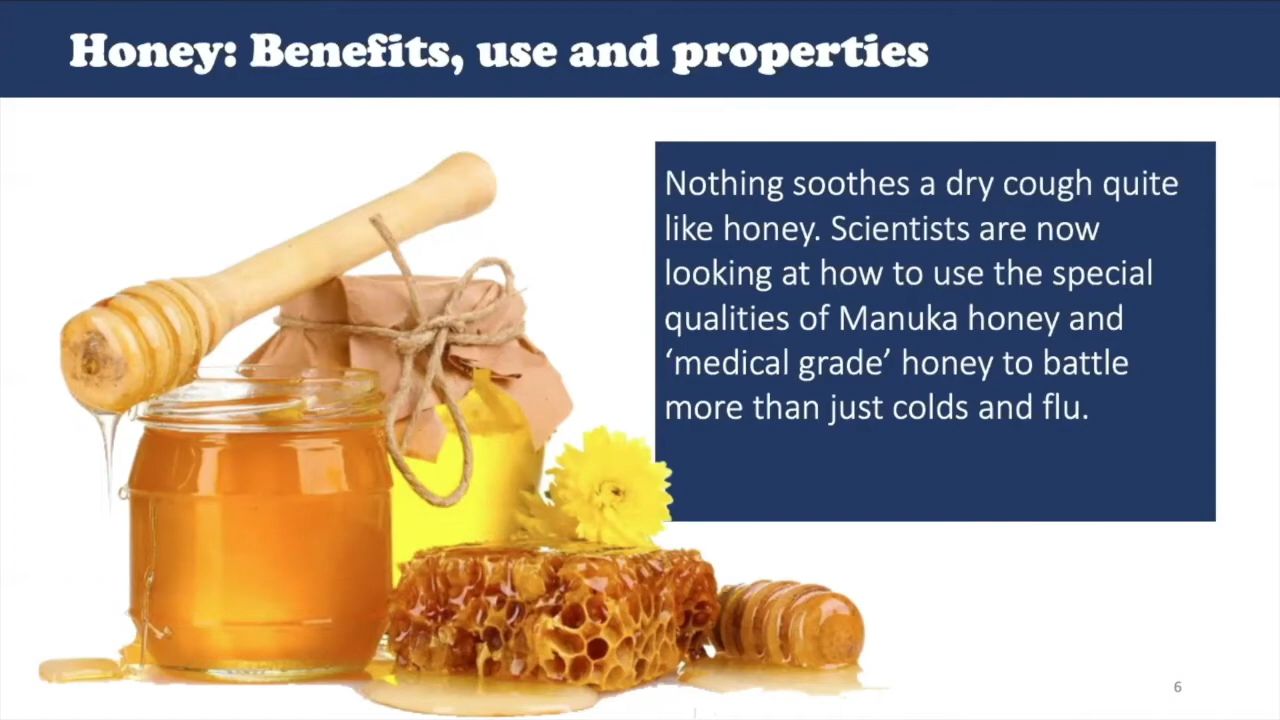 Honey: Benefits, use and properties
Nothing soothes a dry cough quite
like honey. Scientists are now
looking at how to use the special
qualities of Manuka honey and
‘medical grade’ honey to battle
more than just colds and flu.
6